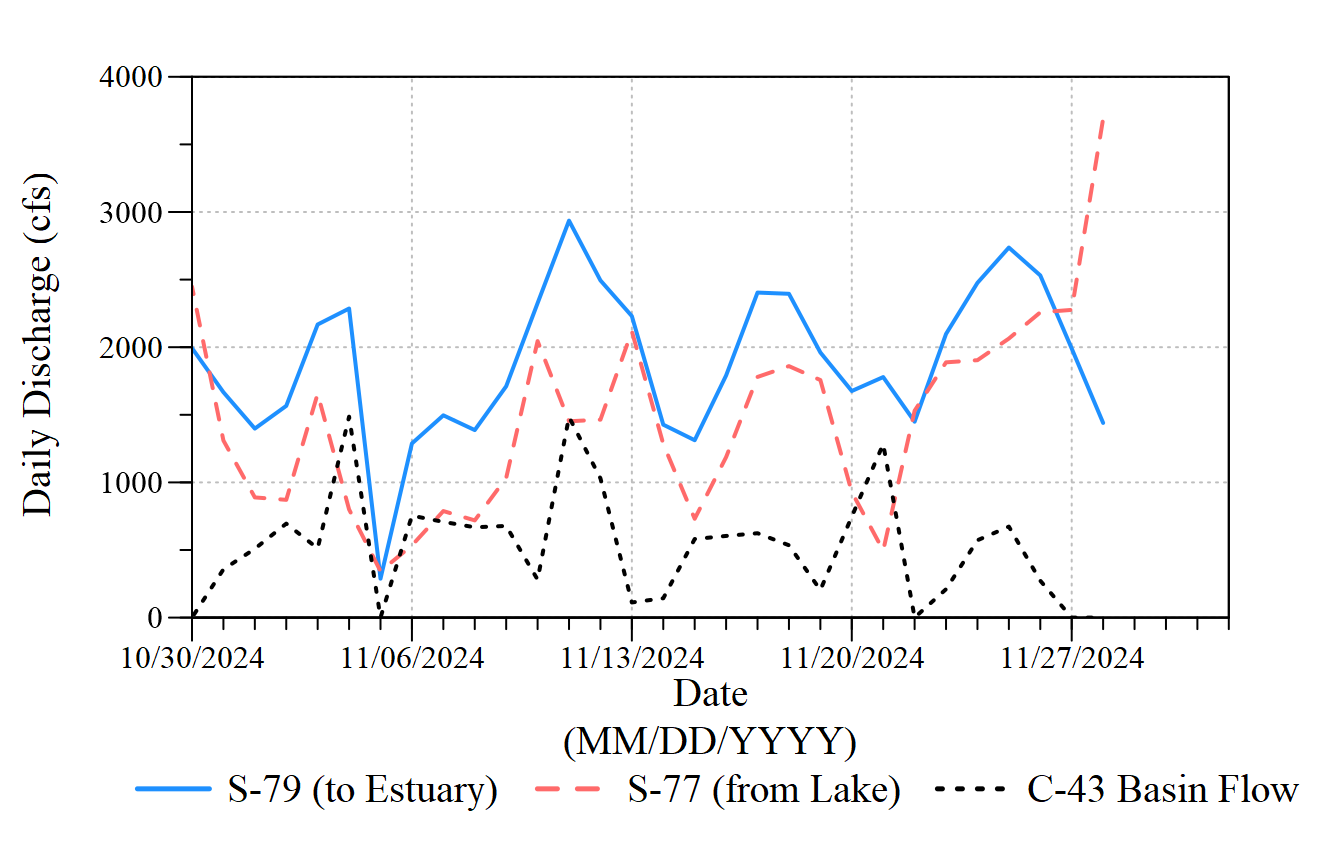 4000
3000
2000
1000
0
Daily Discharge (cfs)
10/30/2024 11/06/2024 11/13/2024 11/20/2024 11/27/2024
Date
(MM/DD/YYYY)
S-79 (to Estuary) S-77 (from Lake) C-43 Basin Flow